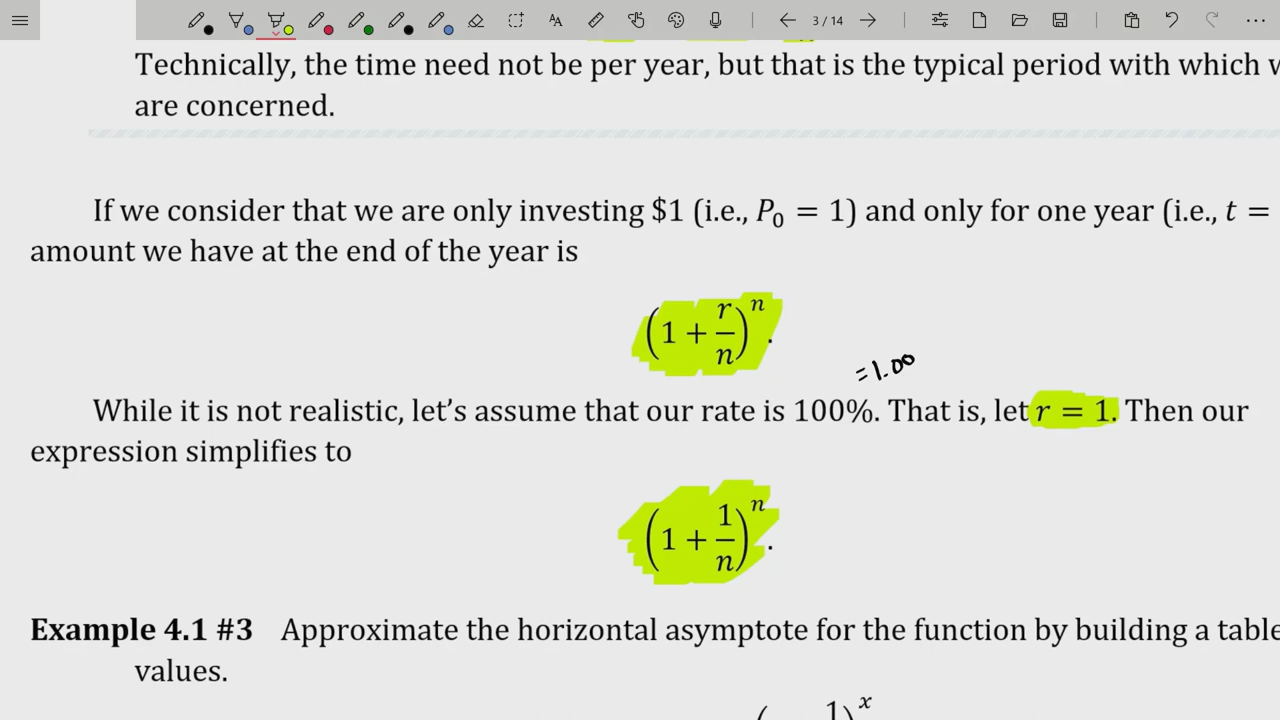 3 / 14
Technically, the time need not be per year, but that is the typical period with which
are concerned.
If we consider that we are only investing $1 (i.e., P₀ = 1) and only for one year (i.e., t =
amount we have at the end of the year is
(1 + r/n)ⁿ.
=1.00
While it is not realistic, let’s assume that our rate is 100%. That is, let r = 1. Then our
expression simplifies to
(1 + 1/n)ⁿ.
Example 4.1 #3 Approximate the horizontal asymptote for the function by building a table
values.